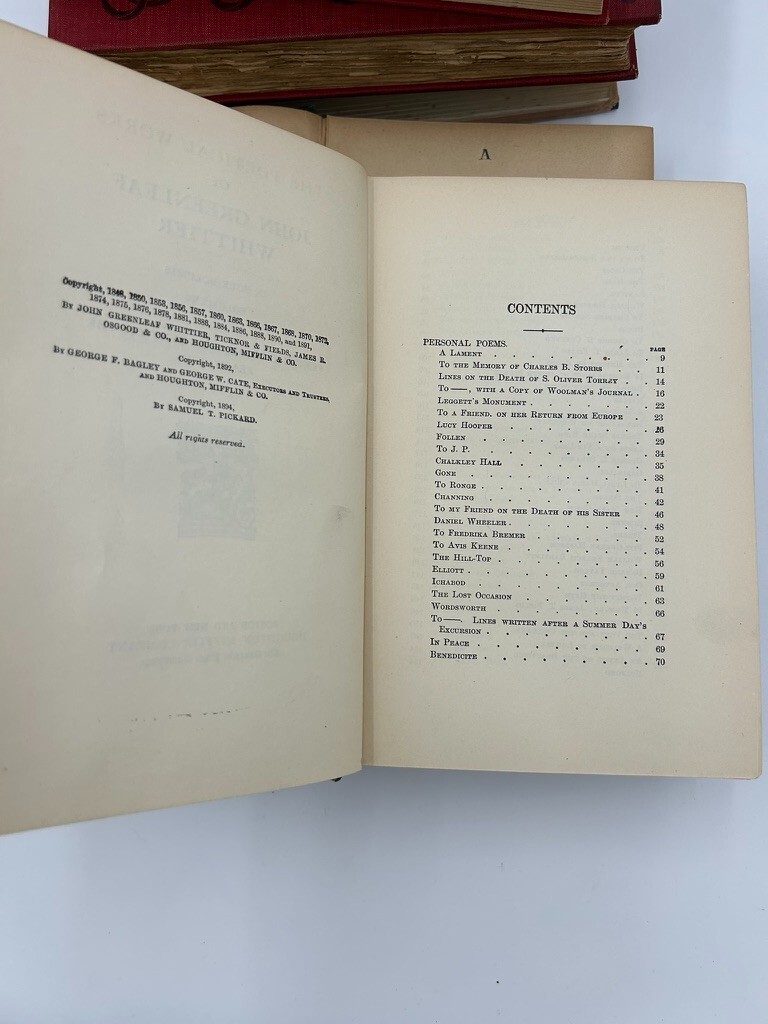 Copyright, 1848, 1850, 1853, 1856, 1857, 1860, 1863, 1866, 1867, 1868, 1870, 1872,
1874, 1875, 1876, 1878, 1881, 1883, 1884, 1886, 1888, 1890, and 1891,
By JOHN GREENLEAF WHITTIER, TICKNOR & FIELDS, JAMES R.
OSGOOD & CO., AND HOUGHTON, MIFFLIN & CO.
Copyright, 1892,
By GEORGE F. BAGLEY AND GEORGE W. CATE, EXECUTORS AND TRUSTEES,
AND HOUGHTON, MIFFLIN & CO.
Copyright, 1894,
By SAMUEL T. PICKARD.
All rights reserved.
A
CONTENTS
PERSONAL POEMS. PAGE
A LAMENT . . . . . . . . 9
TO THE MEMORY OF CHARLES B. STORRS . . 11
LINES ON THE DEATH OF S. OLIVER TORREY . . 14
TO ——, WITH A COPY OF WOOLMAN'S JOURNAL . 16
LEGGETT'S MONUMENT . . . . . . 22
TO A FRIEND, ON HER RETURN FROM EUROPE . 23
LUCY HOOPER . . . . . . . 26
FOLLEN . . . . . . . . 29
TO J. P. . . . . . . . . 34
CHALKLEY HALL . . . . . . . 35
GONE . . . . . . . . 38
TO RONGE . . . . . . . . 41
CHANNING . . . . . . . . 42
TO MY FRIEND ON THE DEATH OF HIS SISTER . 46
DANIEL WHEELER . . . . . . . 48
TO FREDRIKA BREMER . . . . . 52
TO AVIS KEENE . . . . . . . 54
THE HILL-TOP . . . . . . . 56
ELLIOTT . . . . . . . . 59
ICHABOD . . . . . . . . 61
THE LOST OCCASION . . . . . . 63
WORDSWORTH . . . . . . . 66
TO ——. LINES WRITTEN AFTER A SUMMER DAY'S
EXCURSION . . . . . . . . 67
IN PEACE . . . . . . . . 69
BENEDICITE . . . . . . . . 70